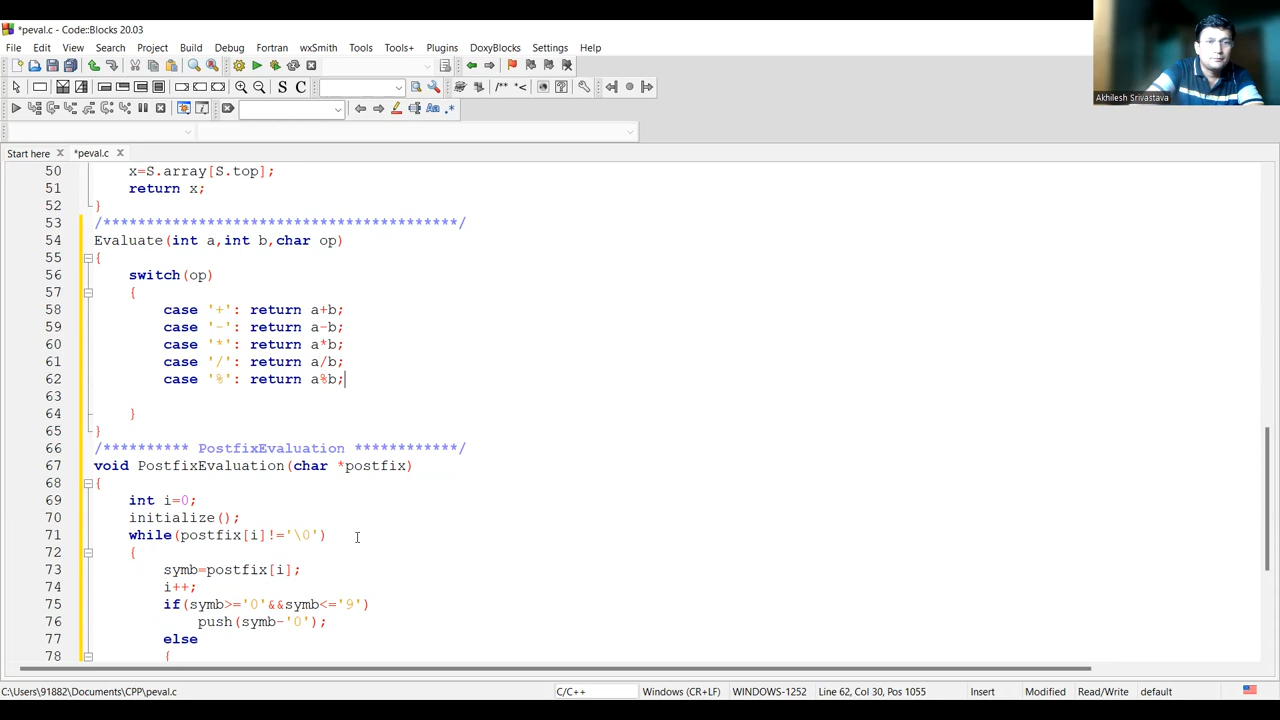 *peval.c - Code::Blocks 20.03
File Edit View Search Project Build Debug Fortran wxSmith Tools Tools+ Plugins DoxyBlocks Settings Help
Akhilesh Srivastava
Start here *peval.c
50 x=S.array[S.top];
51 return x;
52 }
53 /*****************************************/
54 Evaluate(int a,int b,char op)
55 {
56 switch(op)
57 {
58 case '+': return a+b;
59 case '-': return a-b;
60 case '*': return a*b;
61 case '/': return a/b;
62 case '%': return a%b;
63
64 }
65 }
66 /********** PostfixEvaluation ************/
67 void PostfixEvaluation(char *postfix)
68 {
69 int i=0;
70 initialize();
71 while(postfix[i]!='\0')
72 {
73 symb=postfix[i];
74 i++;
75 if(symb>='0'&&symb<='9')
76 push(symb-'0');
77 else
78 {
C:\Users\91882\Documents\CPP\peval.c C/C++ Windows (CR+LF) WINDOWS-1252 Line 62, Col 30, Pos 1055 Insert Modified Read/Write default